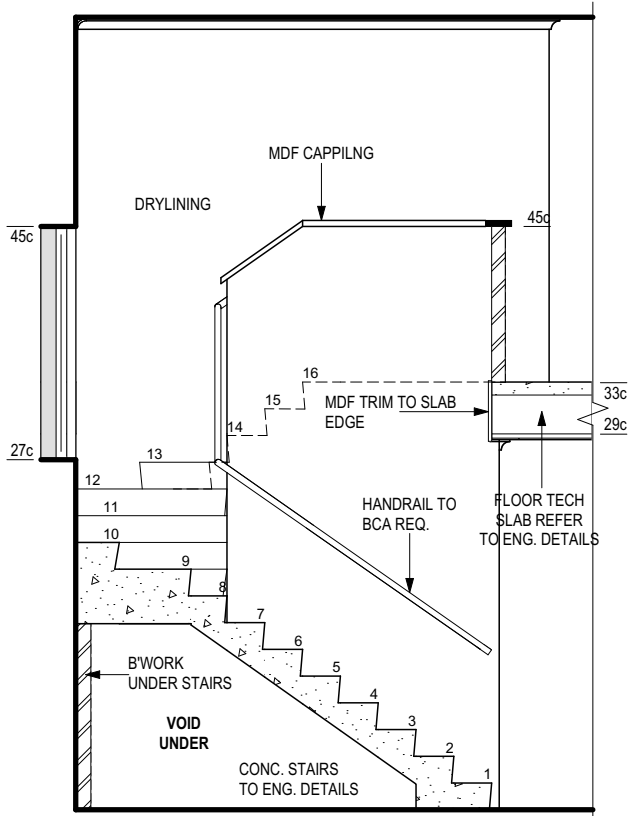 MDF CAPPILNG
DRYLINING
45c
45c
16
15
14
13
12
11
10
9
8
7
6
5
4
3
2
1
MDF TRIM TO SLAB
EDGE
33c
29c
27c
HANDRAIL TO
BCA REQ.
FLOOR TECH
SLAB REFER
TO ENG. DETAILS
B'WORK
UNDER STAIRS
VOID
UNDER
CONC. STAIRS
TO ENG. DETAILS